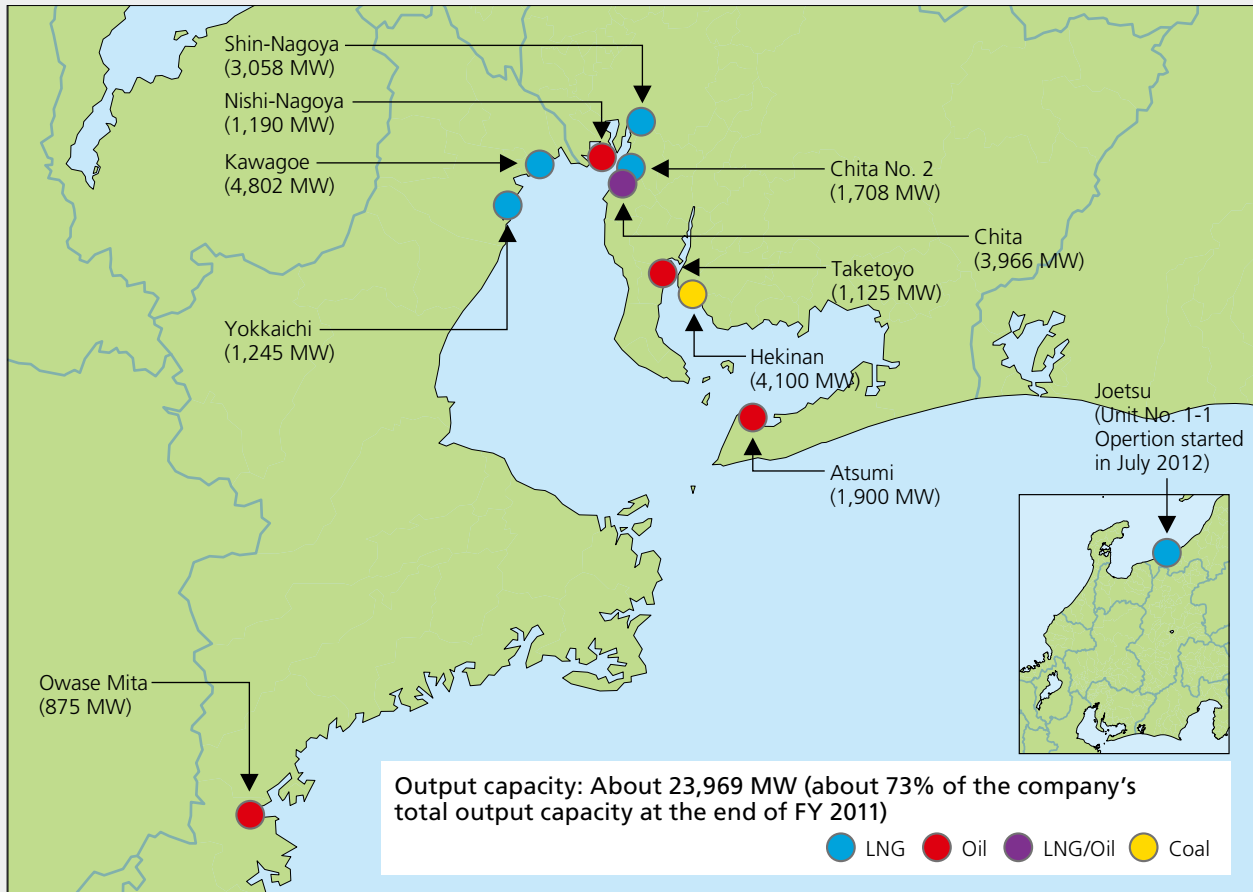 Shin-Nagoya
(3,058 MW)
Nishi-Nagoya
(1,190 MW)
Kawagoe
(4,802 MW)
Yokkaichi
(1,245 MW)
Chita No. 2
(1,708 MW)
Chita
(3,966 MW)
Taketoyo
(1,125 MW)
Hekinan
(4,100 MW)
Atsumi
(1,900 MW)
Joetsu
(Unit No. 1-1
Opertion started
in July 2012)
Owase Mita
(875 MW)
Output capacity: About 23,969 MW (about 73% of the company's
total output capacity at the end of FY 2011)
LNG Oil LNG/Oil Coal